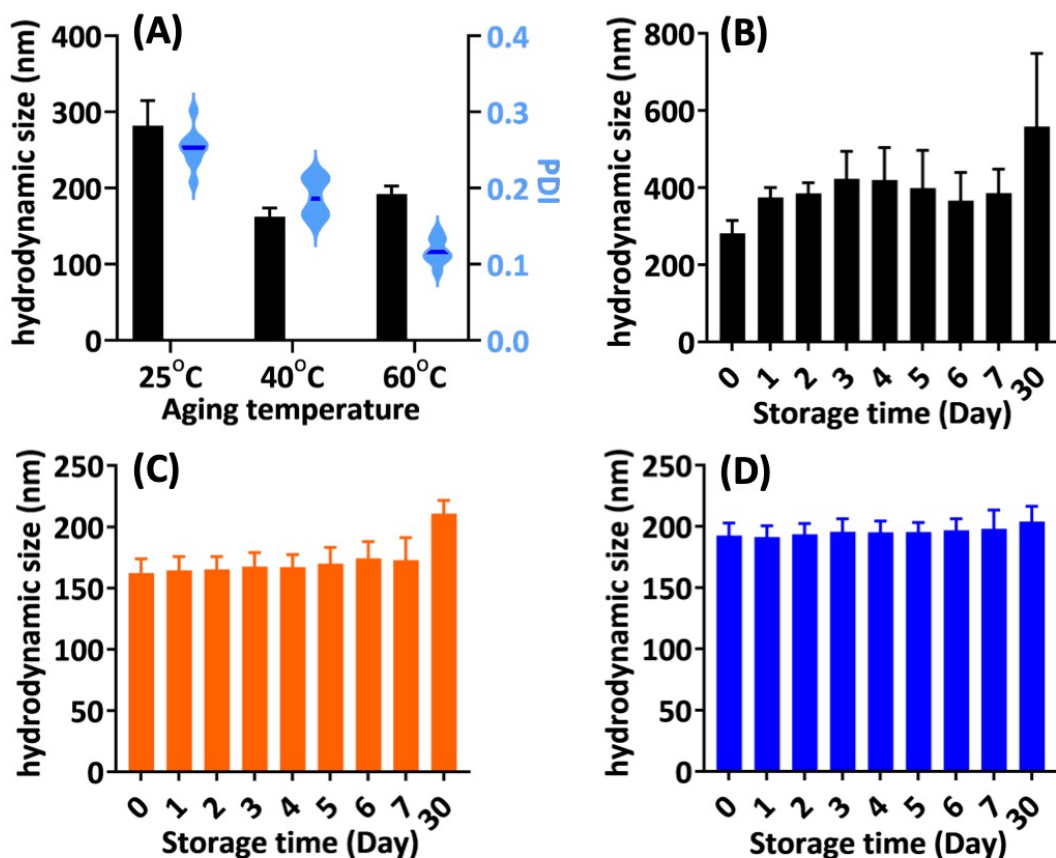 (A)
hydrodynamic size (nm)
400
300
200
100
0
0.4
0.3
0.2
0.1
0.0
PDI
25°C 40°C 60°C
Aging temperature
(B)
hydrodynamic size (nm)
800
600
400
200
0
0 1 2 3 4 5 6 7 30
Storage time (Day)
(C)
hydrodynamic size (nm)
250
200
150
100
50
0
0 1 2 3 4 5 6 7 30
Storage time (Day)
(D)
hydrodynamic size (nm)
250
200
150
100
50
0
0 1 2 3 4 5 6 7 30
Storage time (Day)